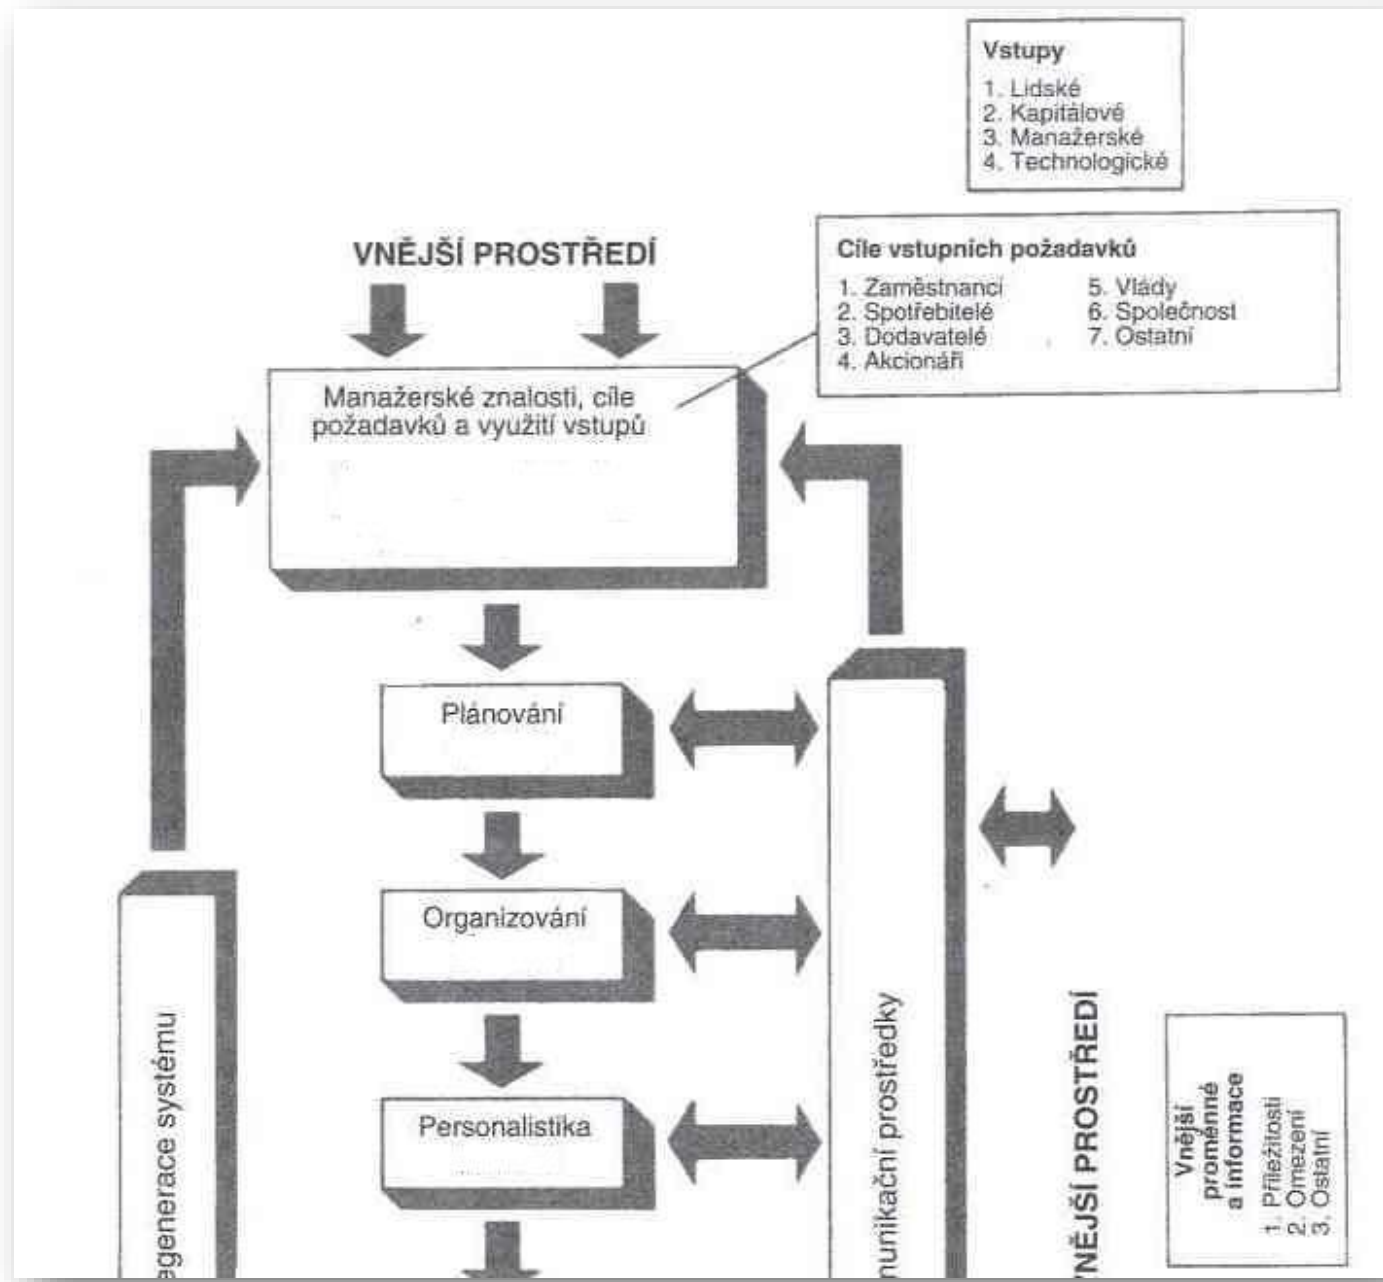 Vstupy
1. Lidské
2. Kapitálové
3. Manažerské
4. Technologické
VNĚJŠÍ PROSTŘEDÍ
Cíle vstupních požadavků
1. Zaměstnanci
2. Spotřebitelé
3. Dodavatelé
4. Akcionáři
5. Vlády
6. Společnost
7. Ostatní
Manažerské znalosti, cíle
požadavků a využití vstupů
Plánování
Organizování
Personalistika
egenerace systému
munikační prostředky
VNĚJŠÍ PROSTŘEDÍ
Vnější
proměnné
a informace
1. Příležitosti
2. Omezení
3. Ostatní